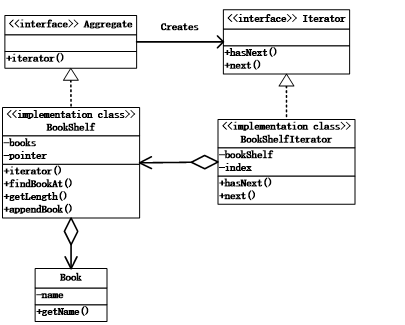 <<interface>> Aggregate
+iterator()
Creates
<<interface>> Iterator
+hasNext()
+next()
<<implementation class>>
BookShelf
-books
-pointer
+iterator()
+findBookAt()
+getLength()
+appendBook()
<<implementation class>>
BookShelfIterator
-bookShelf
-index
+hasNext()
+next()
Book
-name
+getName()